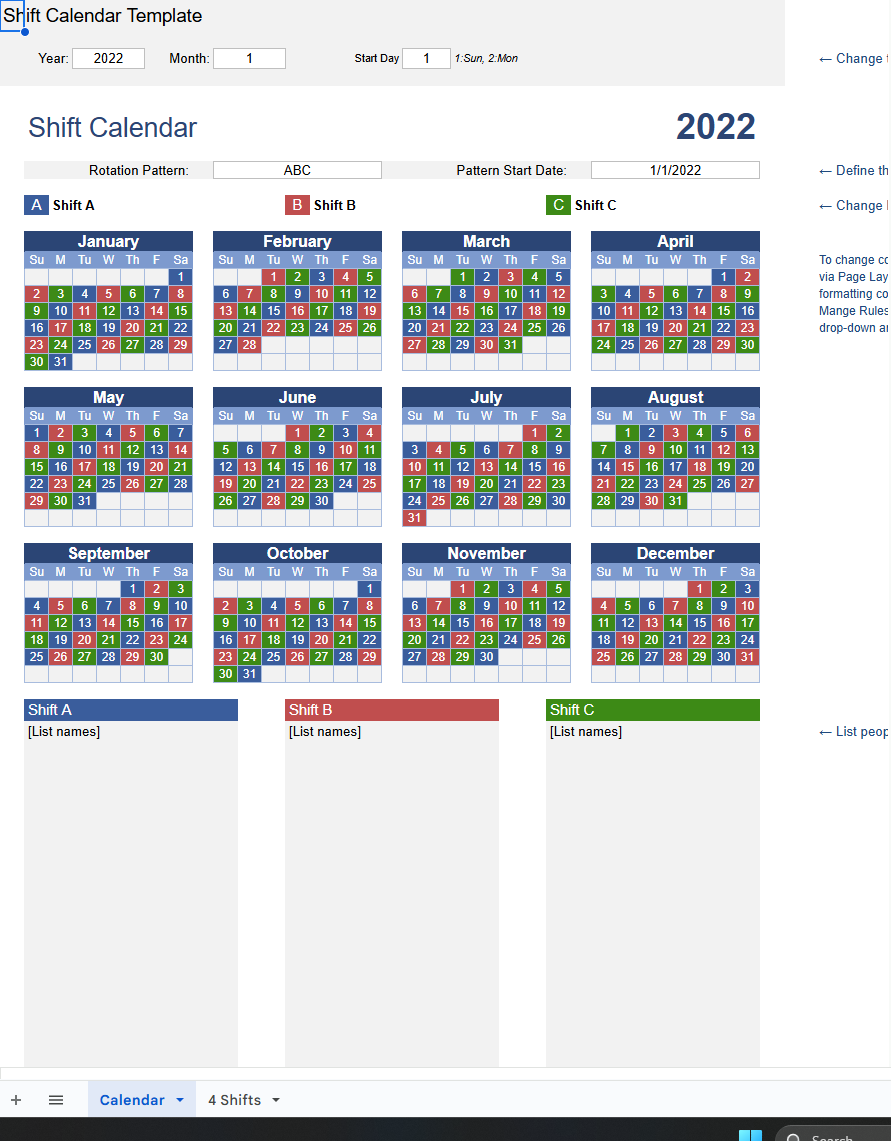 Shift Calendar Template
Year: 2022 Month: 1 Start Day 1 1:Sun, 2:Mon ← Change
Shift Calendar 2022
Rotation Pattern: ABC Pattern Start Date: 1/1/2022 ← Define
A Shift A B Shift B C Shift C ← Change
January February March April
Su M Tu W Th F Sa Su M Tu W Th F Sa Su M Tu W Th F Sa Su M Tu W Th F Sa To change
1 1 2 3 4 5 1 2 3 4 5 1 2 via Page
2 3 4 5 6 7 8 6 7 8 9 10 11 12 6 7 8 9 10 11 12 3 4 5 6 7 8 9 formatting
9 10 11 12 13 14 15 13 14 15 16 17 18 19 13 14 15 16 17 18 19 10 11 12 13 14 15 16 Mange Rules
16 17 18 19 20 21 22 20 21 22 23 24 25 26 20 21 22 23 24 25 26 17 18 19 20 21 22 23 drop-down
23 24 25 26 27 28 29 27 28 27 28 29 30 31 24 25 26 27 28 29 30
30 31
May June July August
Su M Tu W Th F Sa Su M Tu W Th F Sa Su M Tu W Th F Sa Su M Tu W Th F Sa
1 2 3 4 5 6 7 1 2 3 4 1 2 1 2 3 4 5 6
8 9 10 11 12 13 14 5 6 7 8 9 10 11 3 4 5 6 7 8 9 7 8 9 10 11 12 13
15 16 17 18 19 20 21 12 13 14 15 16 17 18 10 11 12 13 14 15 16 14 15 16 17 18 19 20
22 23 24 25 26 27 28 19 20 21 22 23 24 25 17 18 19 20 21 22 23 21 22 23 24 25 26 27
29 30 31 26 27 28 29 30 24 25 26 27 28 29 30 28 29 30 31
31
September October November December
Su M Tu W Th F Sa Su M Tu W Th F Sa Su M Tu W Th F Sa Su M Tu W Th F Sa
1 2 3 1 1 2 3 4 5 1 2 3
4 5 6 7 8 9 10 2 3 4 5 6 7 8 6 7 8 9 10 11 12 4 5 6 7 8 9 10
11 12 13 14 15 16 17 9 10 11 12 13 14 15 13 14 15 16 17 18 19 11 12 13 14 15 16 17
18 19 20 21 22 23 24 16 17 18 19 20 21 22 20 21 22 23 24 25 26 18 19 20 21 22 23 24
25 26 27 28 29 30 23 24 25 26 27 28 29 27 28 29 30 25 26 27 28 29 30 31
30 31
Shift A Shift B Shift C
[List names] [List names] [List names] ← List
+ Calendar 4 Shifts
Search